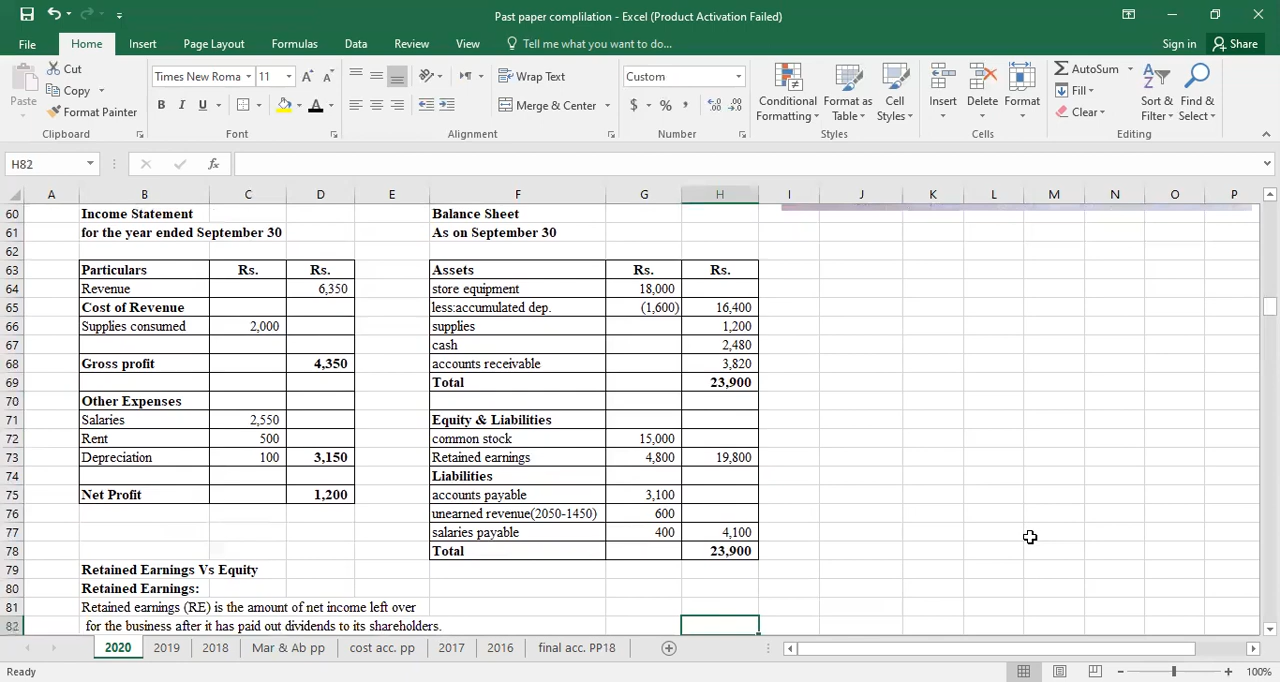 Past paper complilation - Excel (Product Activation Failed)
File Home Insert Page Layout Formulas Data Review View Tell me what you want to do... Sign in Share
Cut
Copy
Format Painter
Paste
Clipboard
Times New Roma 11 A A
B I U A
Font
Wrap Text
Merge & Center
Alignment
Custom
$ % , 
Number
Conditional Formatting
Format as Table
Cell Styles
Styles
Insert Delete Format
Cells
AutoSum
Fill
Clear
Sort & Filter
Find & Select
Editing
H82 fx
A B C D E F G H I J K L M N O P
60 Income Statement Balance Sheet
61 for the year ended September 30 As on September 30
62
63 Particulars Rs. Rs. Assets Rs. Rs.
64 Revenue 6,350 store equipment 18,000
65 Cost of Revenue less:accumulated dep. (1,600) 16,400
66 Supplies consumed 2,000 supplies 1,200
67 cash 2,480
68 Gross profit 4,350 accounts receivable 3,820
69 Total 23,900
70 Other Expenses
71 Salaries 2,550 Equity & Liabilities
72 Rent 500 common stock 15,000
73 Depreciation 100 3,150 Retained earnings 4,800 19,800
74 Liabilities
75 Net Profit 1,200 accounts payable 3,100
76 unearned revenue(2050-1450) 600
77 salaries payable 400 4,100
78 Total 23,900
79 Retained Earnings Vs Equity
80 Retained Earnings:
81 Retained earnings (RE) is the amount of net income left over
82 for the business after it has paid out dividends to its shareholders.
2020 2019 2018 Mar & Ab pp cost acc. pp 2017 2016 final acc. PP18
Ready 100%